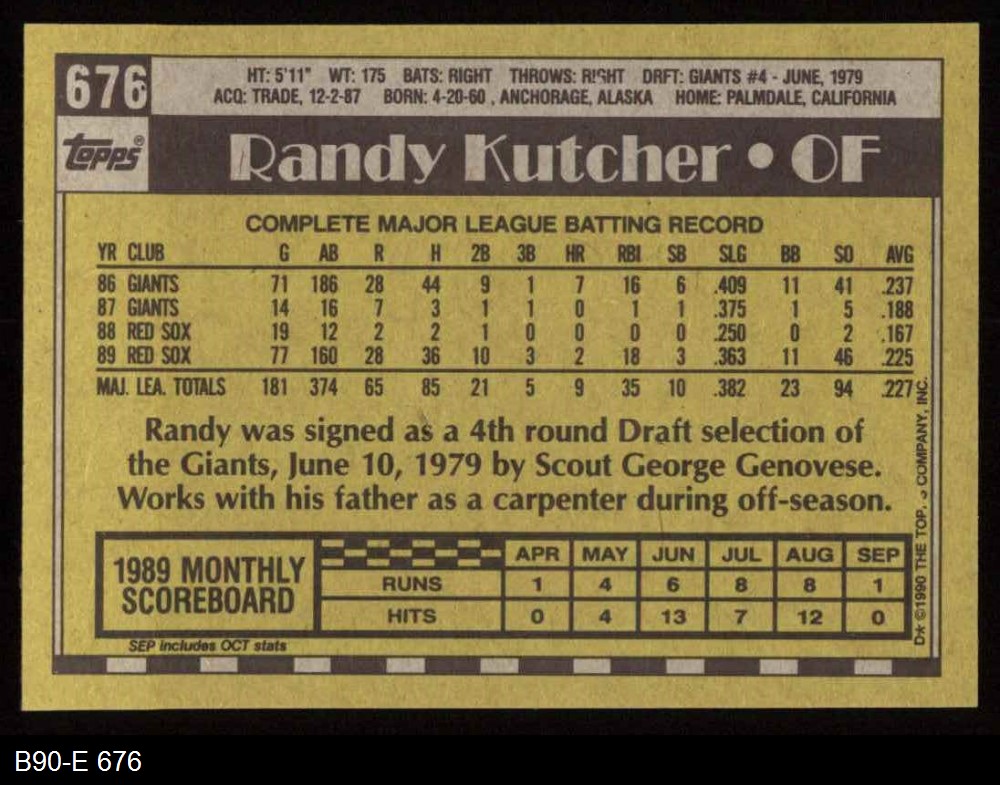 676
HT: 5'11" WT: 175 BATS: RIGHT THROWS: RIGHT DRFT: GIANTS #4 - JUNE, 1979
ACQ: TRADE, 12-2-87 BORN: 4-20-60 , ANCHORAGE, ALASKA HOME: PALMDALE, CALIFORNIA
Topps®
Randy Kutcher • OF
COMPLETE MAJOR LEAGUE BATTING RECORD
YR CLUB G AB R H 2B 3B HR RBI SB SLG BB SO AVG
86 GIANTS 71 186 28 44 9 1 7 16 6 .409 11 41 .237
87 GIANTS 14 16 7 3 1 1 0 1 1 .375 1 5 .188
88 RED SOX 19 12 2 2 1 0 0 0 0 .250 0 2 .167
89 RED SOX 77 160 28 36 10 3 2 18 3 .363 11 46 .225
MAJ. LEA. TOTALS 181 374 65 85 21 5 9 35 10 .382 23 94 .227
Randy was signed as a 4th round Draft selection of
the Giants, June 10, 1979 by Scout George Genovese.
Works with his father as a carpenter during off-season.
1989 MONTHLY
SCOREBOARD
APR MAY JUN JUL AUG SEP
RUNS 1 4 6 8 8 1
HITS 0 4 13 7 12 0
SEP includes OCT stats
D* ©1990 THE TOP, S COMPANY, INC.
B90-E 676